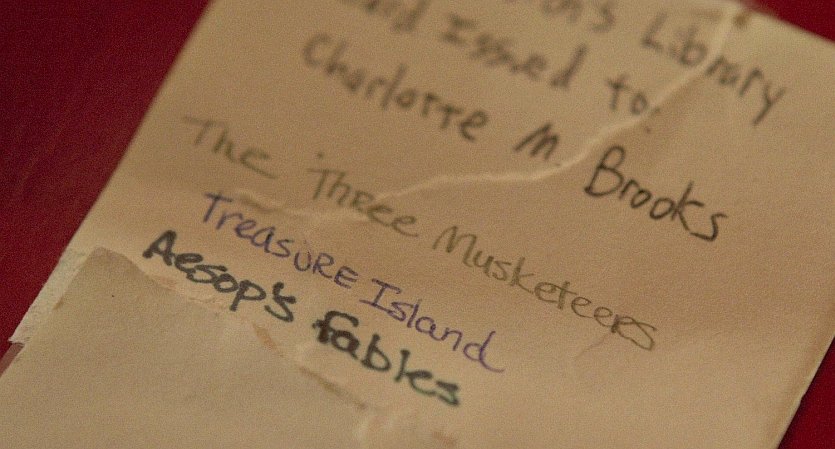 Library
Issued to:
Charlotte M. Brooks
The Three Musketeers
Treasure Island
Aesop's Fables